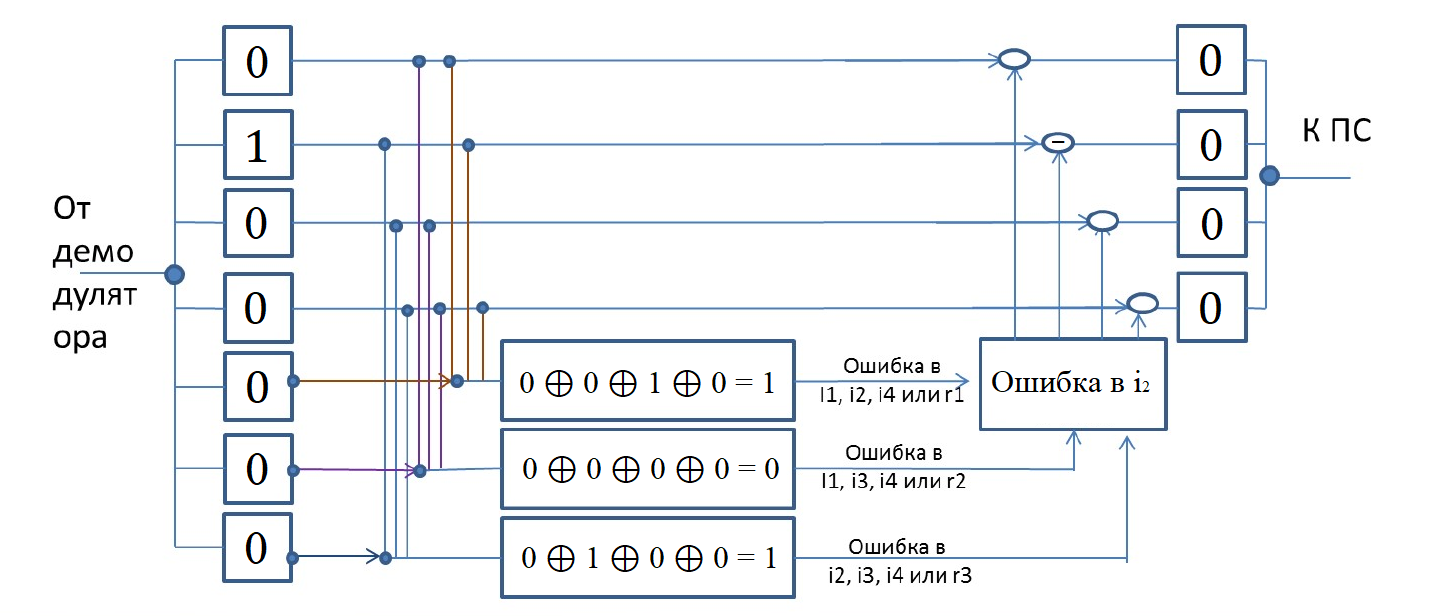 От
демо
дулят
ора
0
1
0
0
0
0
0
0 ⨁ 0 ⨁ 1 ⨁ 0 = 1
0 ⨁ 0 ⨁ 0 ⨁ 0 = 0
0 ⨁ 1 ⨁ 0 ⨁ 0 = 1
Ошибка в
I1, i2, i4 или r1
Ошибка в
I1, i3, i4 или r2
Ошибка в
i2, i3, i4 или r3
Ошибка в i₂
−
0
0
0
0
К ПС